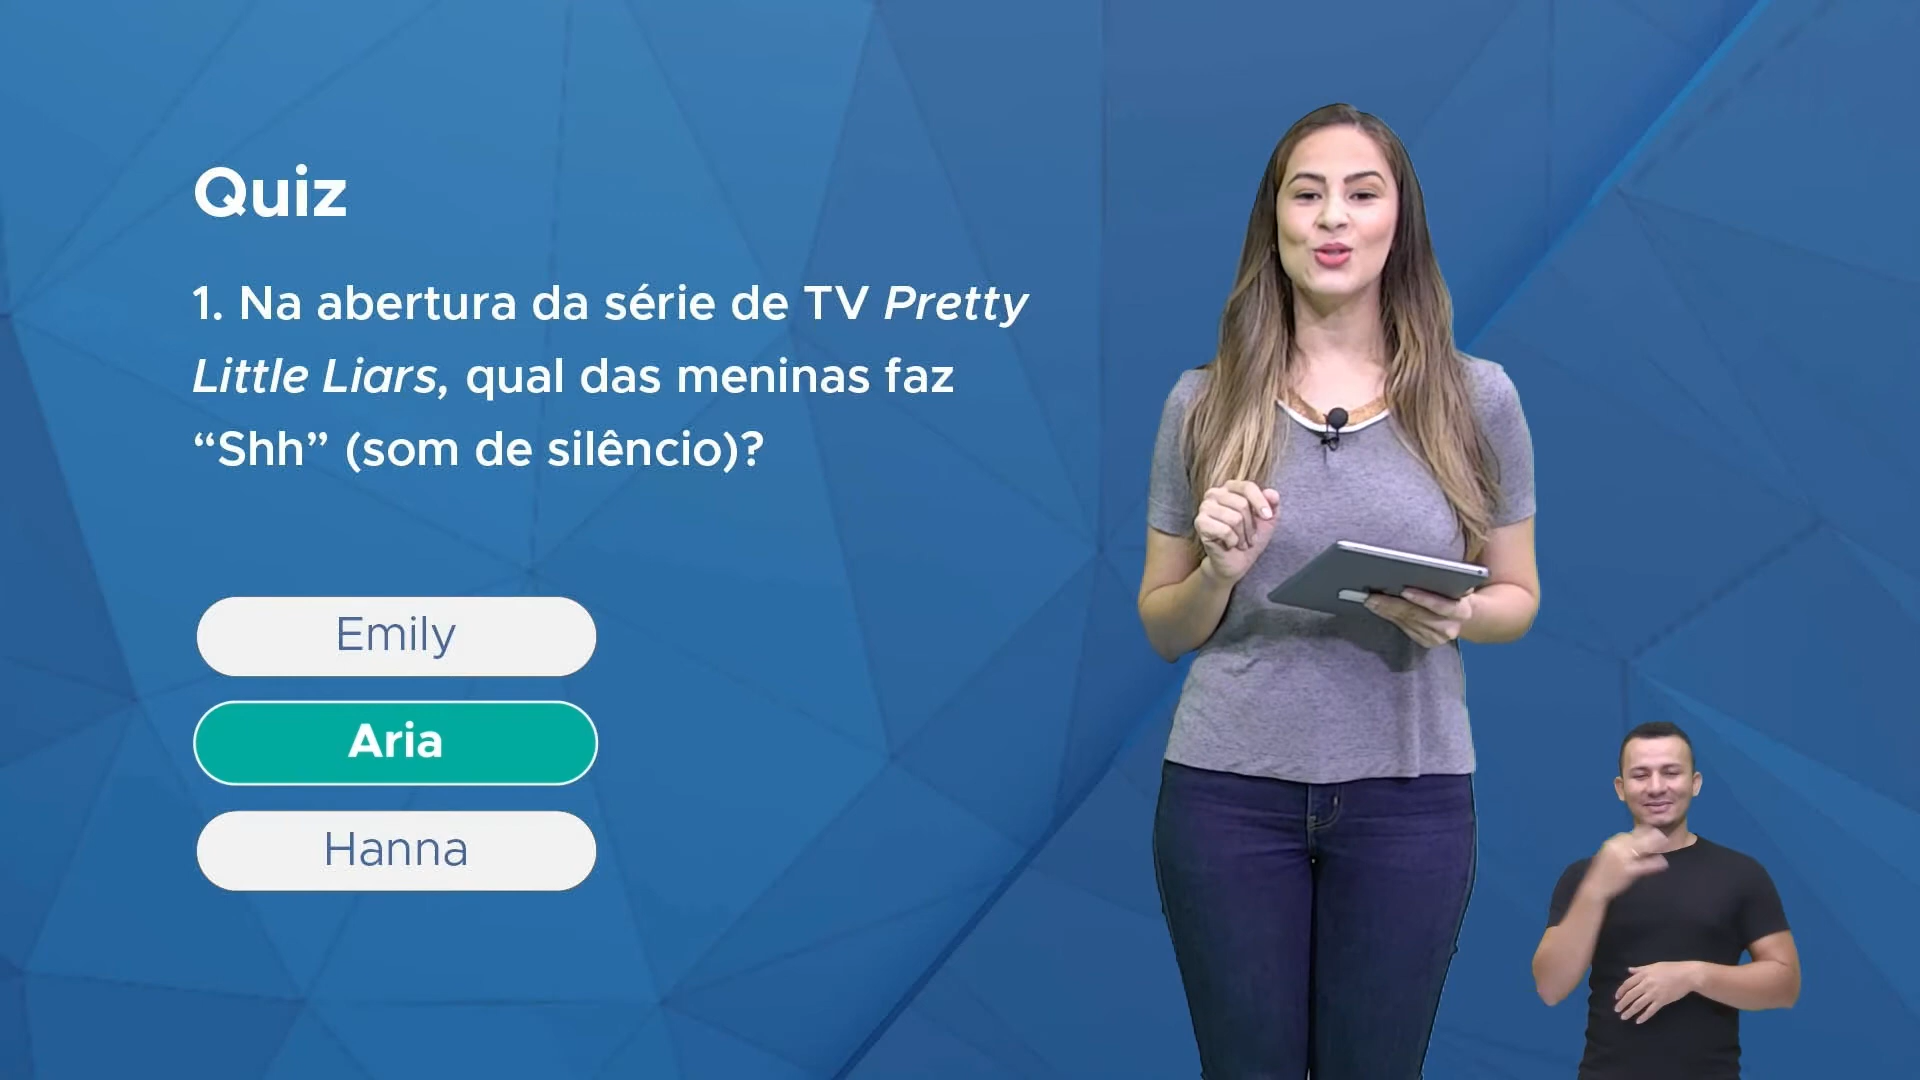 Quiz
1. Na abertura da série de TV Pretty
Little Liars, qual das meninas faz
“Shh” (som de silêncio)?
Emily
Aria
Hanna